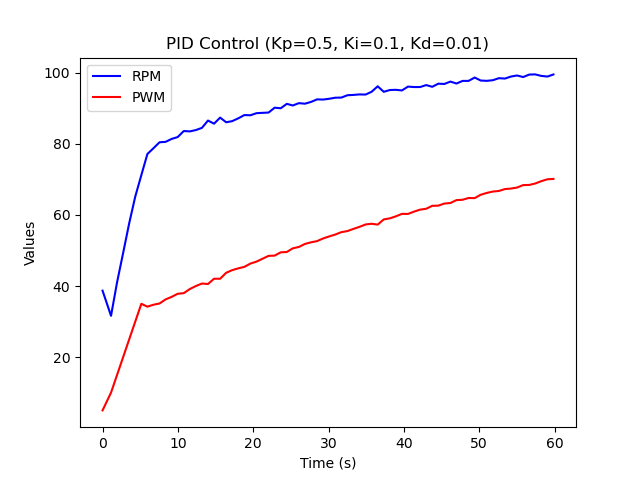 PID Control (Kp=0.5, Ki=0.1, Kd=0.01)
RPM
PWM
100
80
60
40
20
Values
0 10 20 30 40 50 60
Time (s)